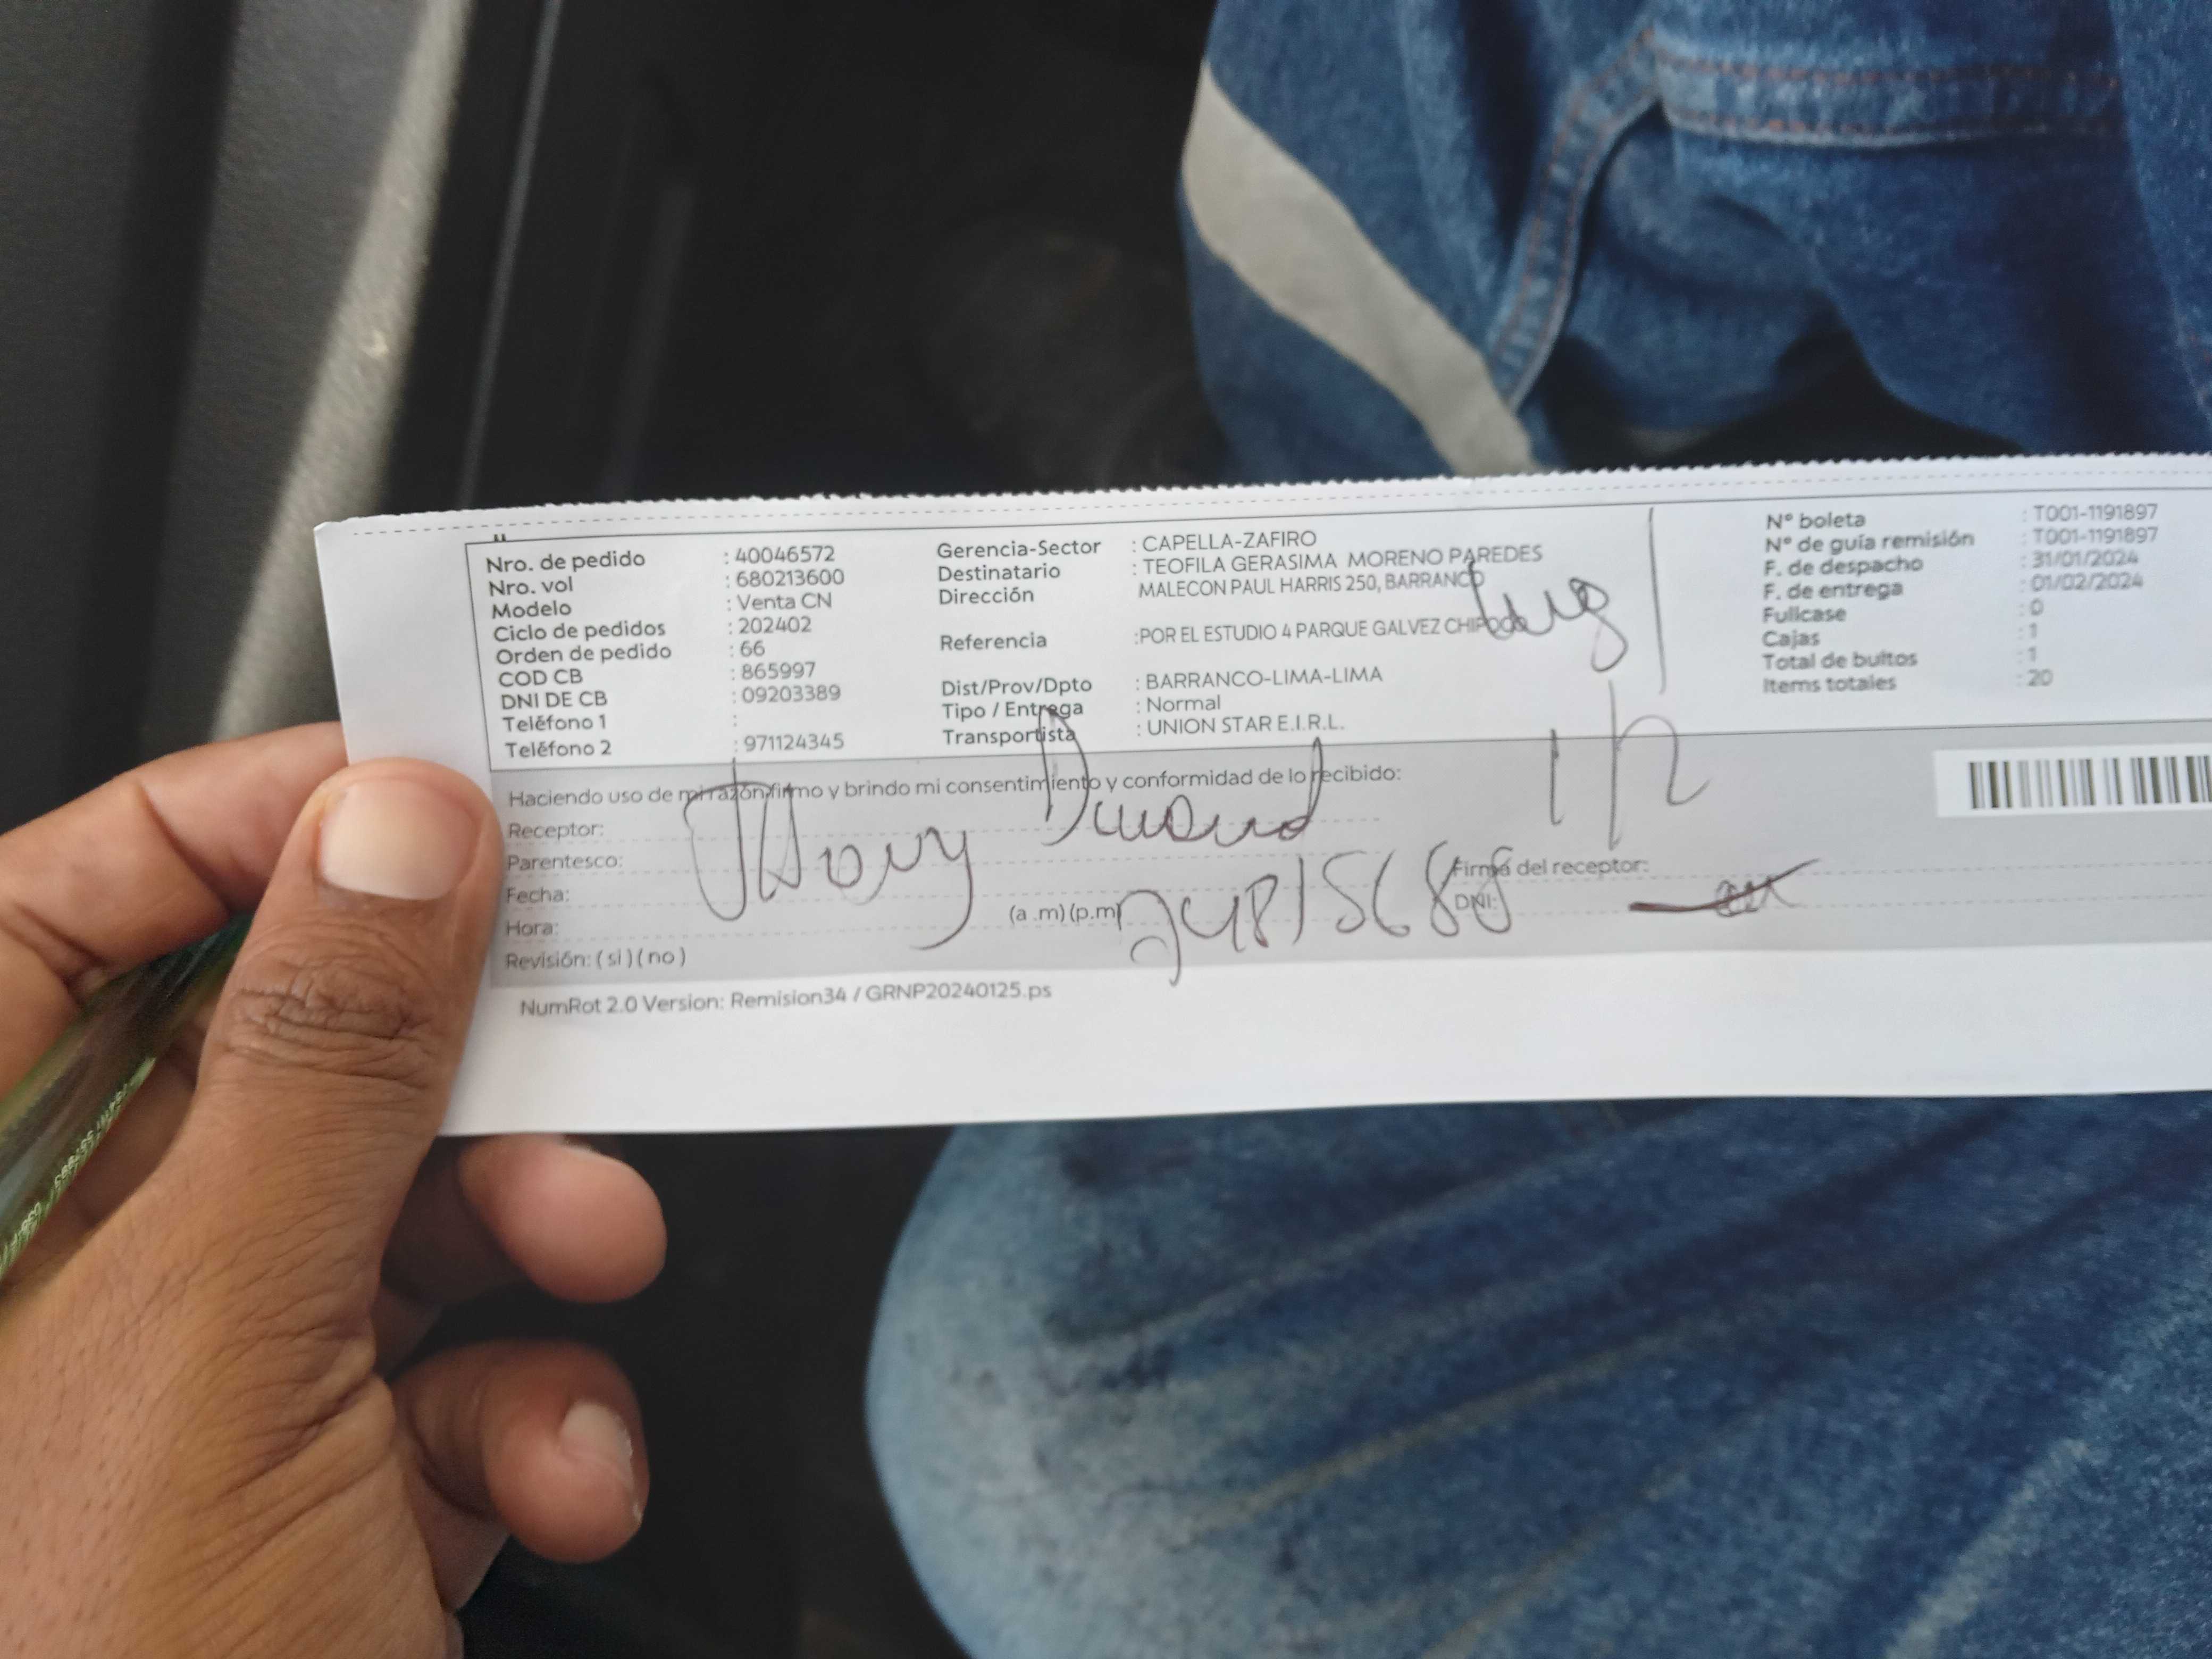 Nro. de pedido : 40046572
Nro. vol : 680213600
Modelo : Venta CN
Ciclo de pedidos : 202402
Orden de pedido : 66
COD CB : 865997
DNI DE CB : 09203389
Teléfono 1 :
Teléfono 2 : 971124345
Gerencia-Sector : CAPELLA-ZAFIRO
Destinatario : TEOFILA GERASIMA MORENO PAREDES
Dirección MALECON PAUL HARRIS 250, BARRANCO
Referencia :POR EL ESTUDIO 4 PARQUE GALVEZ CHIPOCO
Dist/Prov/Dpto : BARRANCO-LIMA-LIMA
Tipo / Entrega : Normal
Transportista : UNION STAR E.I.R.L.
Nº boleta : T001-1191897
Nº de guía remisión : T001-1191897
F. de despacho : 31/01/2024
F. de entrega : 01/02/2024
Fullcase : 0
Cajas : 1
Total de bultos : 1
Items totales : 20
Haciendo uso de mi razón firmo y brindo mi consentimiento y conformidad de lo recibido:
Receptor:
Parentesco:
Fecha:
Hora: (a .m) (p.m)
Revisión: ( si ) ( no )
Firma del receptor:
DNI:
NumRot 2.0 Version: Remision34 / GRNP20240125.ps